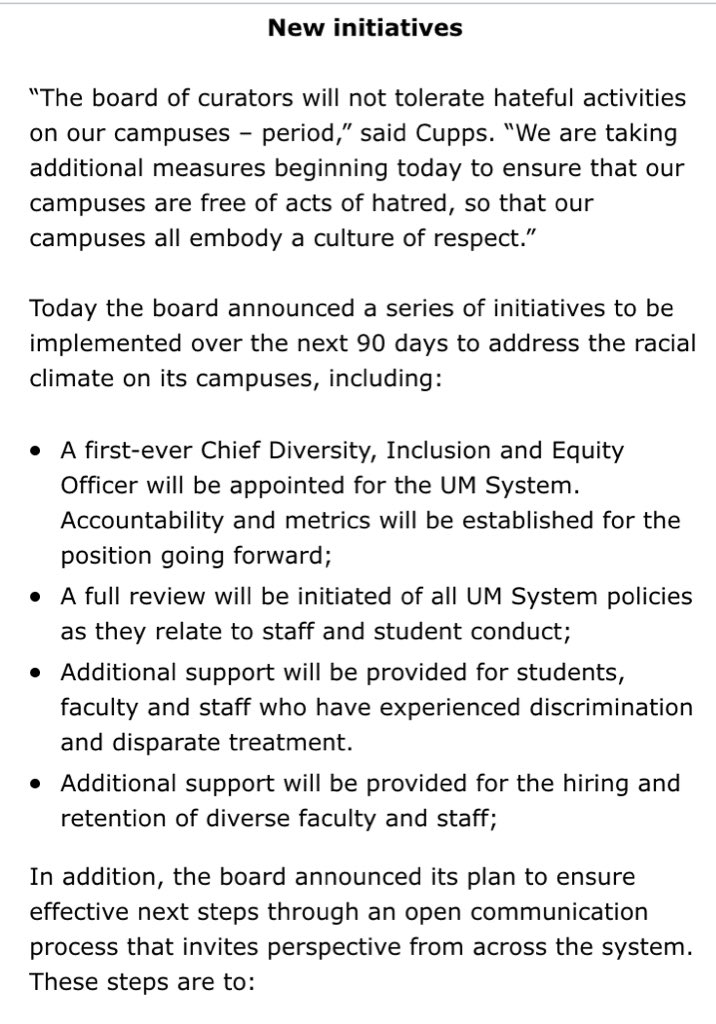 New initiatives
“The board of curators will not tolerate hateful activities
on our campuses – period,” said Cupps. “We are taking
additional measures beginning today to ensure that our
campuses are free of acts of hatred, so that our
campuses all embody a culture of respect.”
Today the board announced a series of initiatives to be
implemented over the next 90 days to address the racial
climate on its campuses, including:
• A first-ever Chief Diversity, Inclusion and Equity
Officer will be appointed for the UM System.
Accountability and metrics will be established for the
position going forward;
• A full review will be initiated of all UM System policies
as they relate to staff and student conduct;
• Additional support will be provided for students,
faculty and staff who have experienced discrimination
and disparate treatment.
• Additional support will be provided for the hiring and
retention of diverse faculty and staff;
In addition, the board announced its plan to ensure
effective next steps through an open communication
process that invites perspective from across the system.
These steps are to: